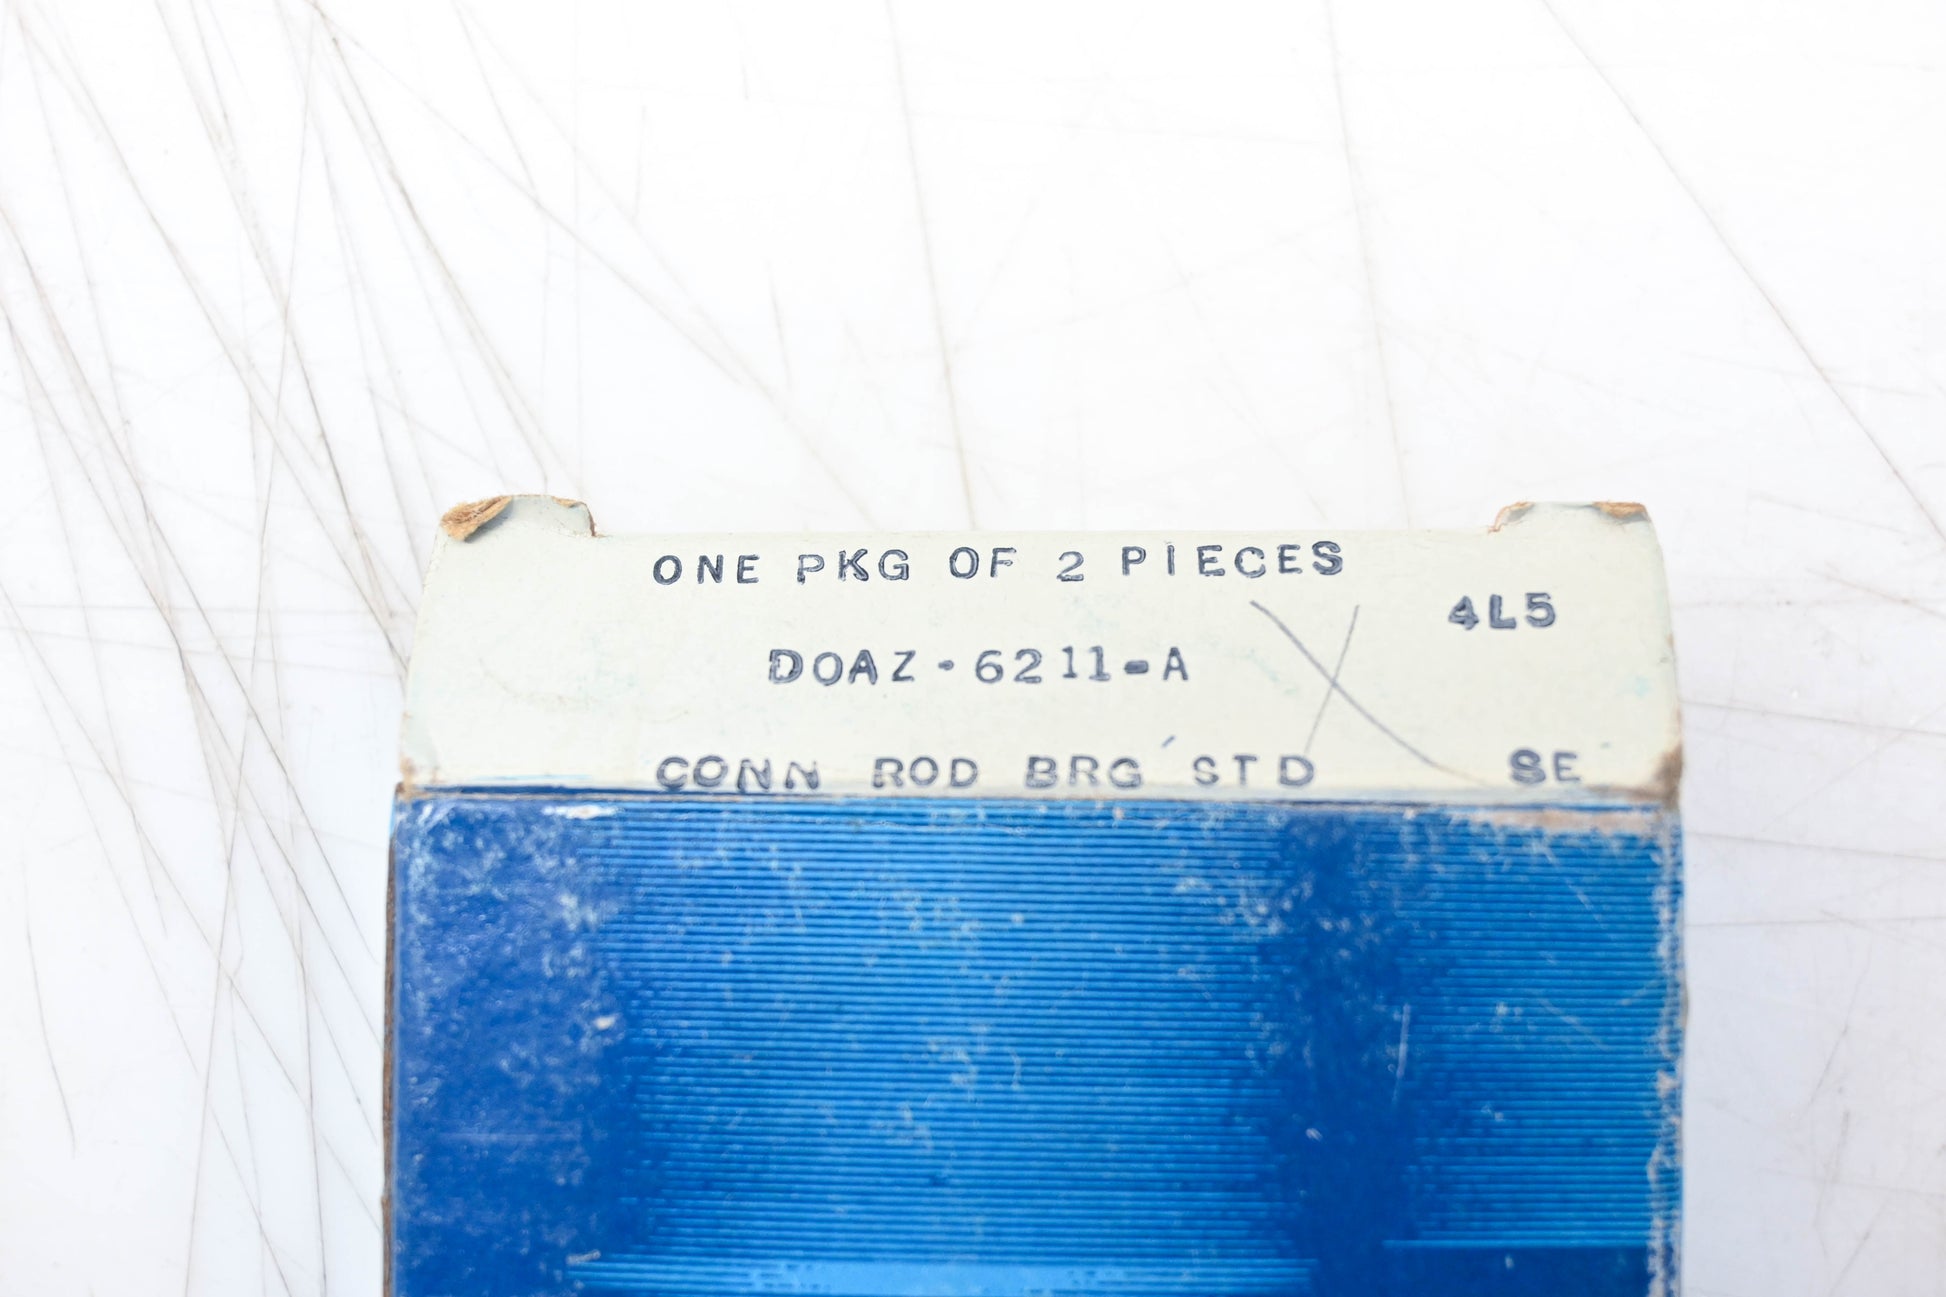 ONE PKG OF 2 PIECES
4L5
DOAZ-6211-A
CONN ROD BRG STD SE